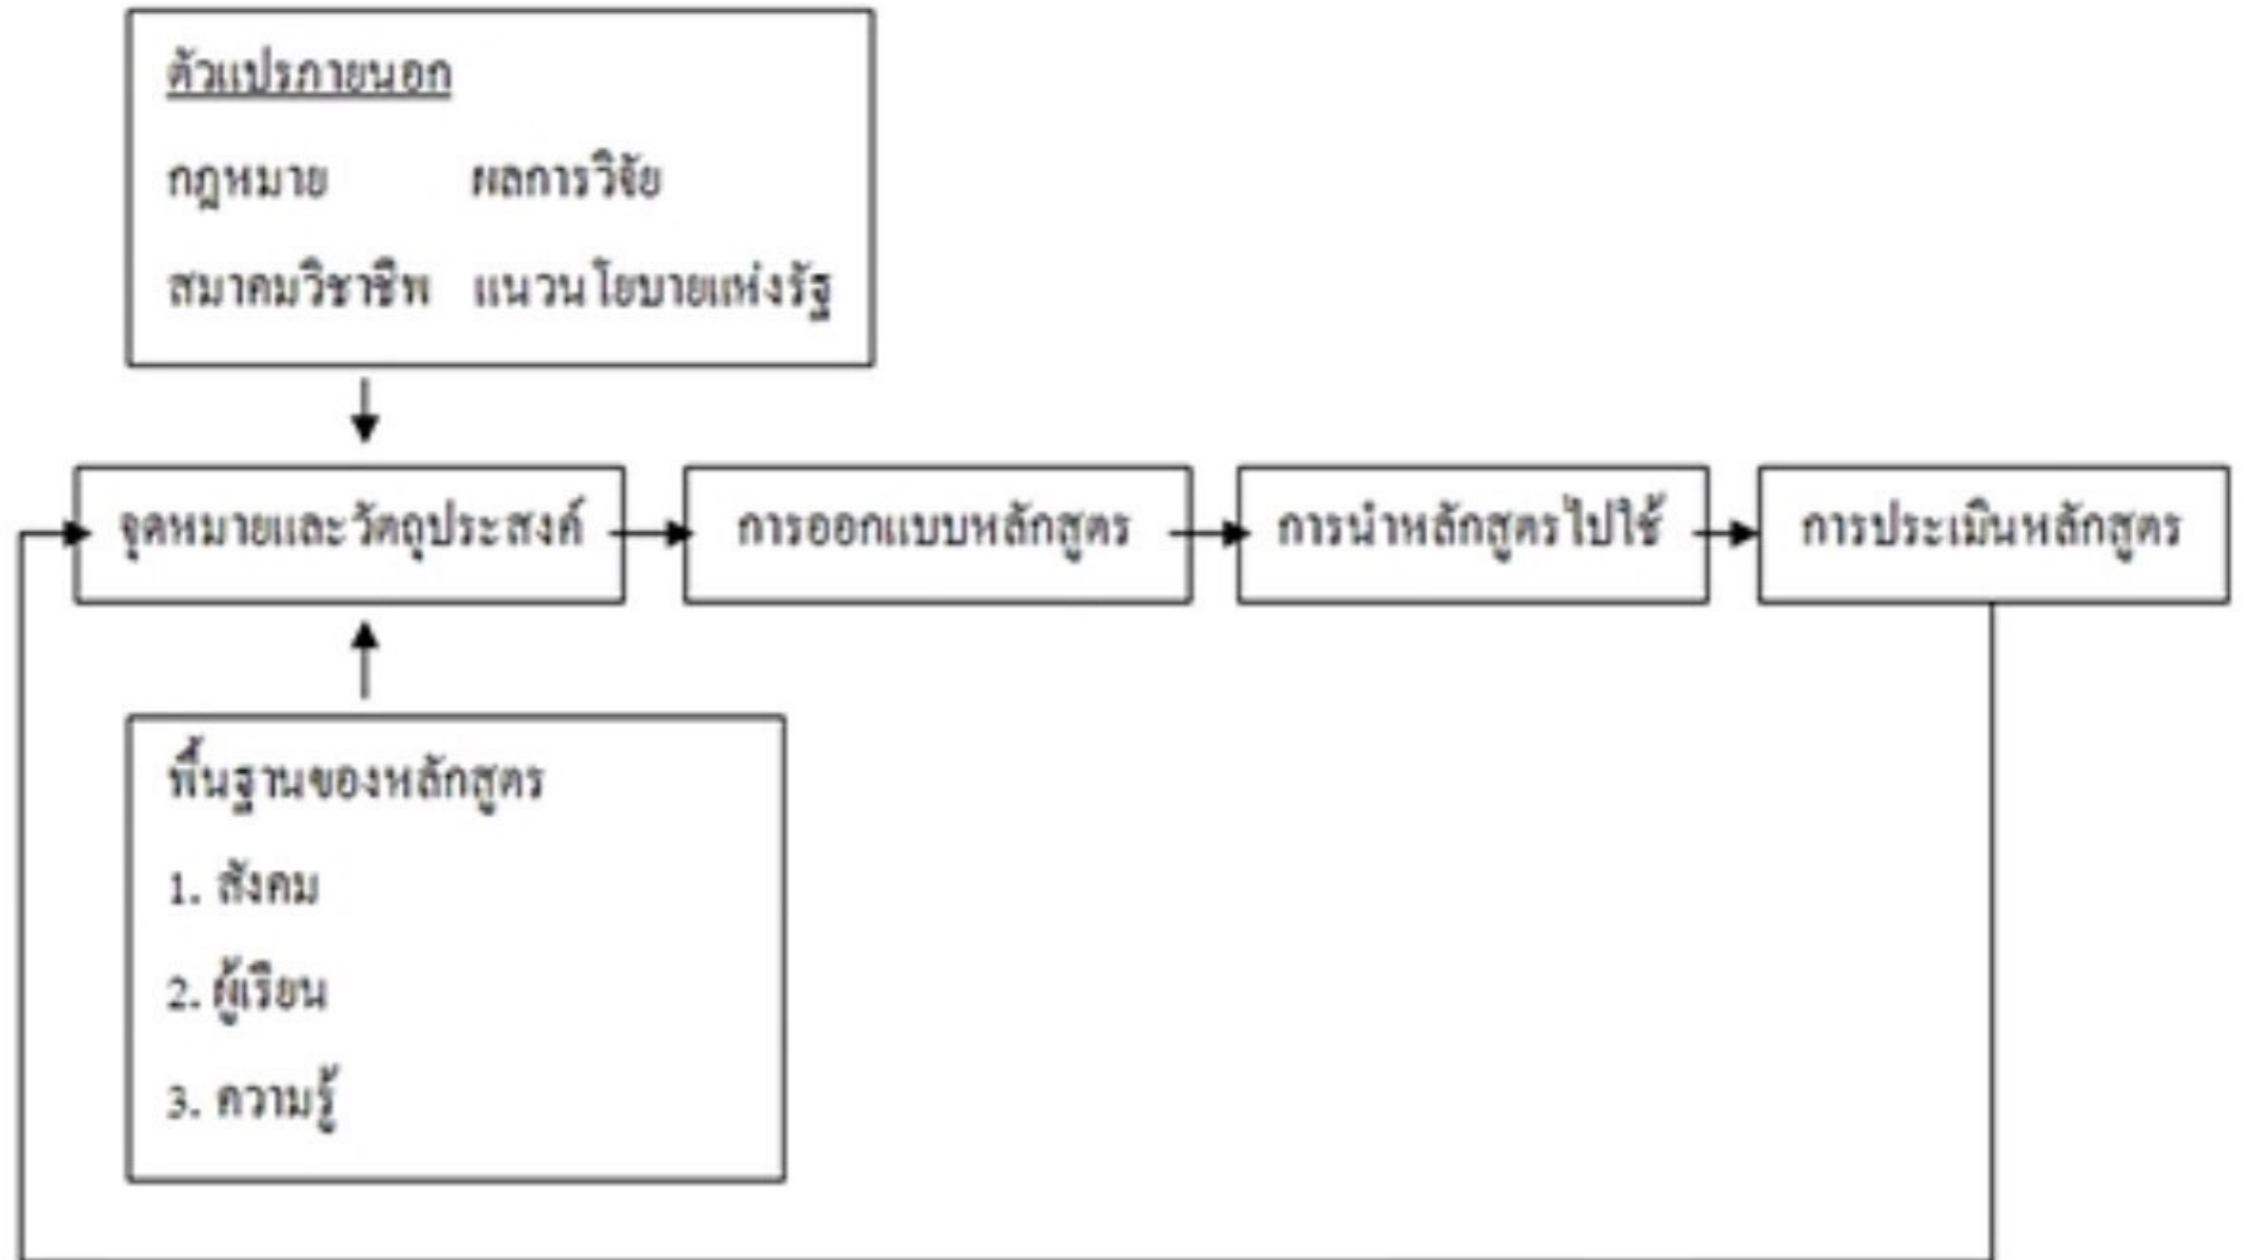 ตัวแปรภายนอก
กฎหมาย ผลการวิจัย
สมาคมวิชาชีพ แนวนโยบายแห่งรัฐ
จุดหมายและวัตถุประสงค์ การออกแบบหลักสูตร การนำหลักสูตรไปใช้ การประเมินหลักสูตร
พื้นฐานของหลักสูตร
1. สังคม
2. ผู้เรียน
3. ความรู้